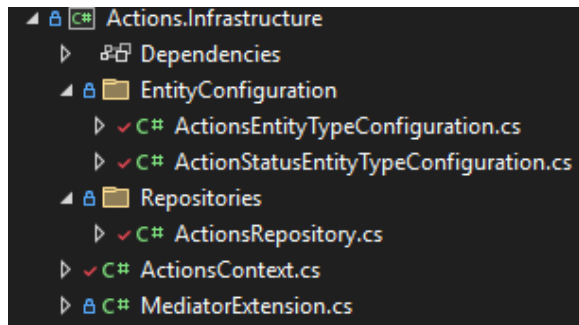 C# Actions.Infrastructure
Dependencies
EntityConfiguration
C# ActionsEntityTypeConfiguration.cs
C# ActionStatusEntityTypeConfiguration.cs
Repositories
C# ActionsRepository.cs
C# ActionsContext.cs
C# MediatorExtension.cs